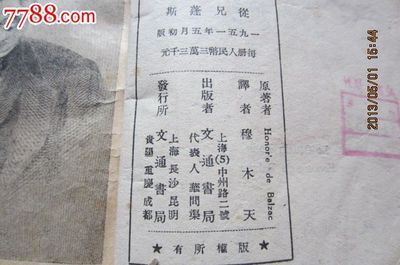 7788.com
從兄蓬斯
一九五一年五月初版
每册人民幣三萬三千元
原著者 Honor'e de Balzac
譯者 穆木天
出版者 文通書局
上海(5)中州路二號
代表人 華問渠
發行所 文通書局
上海長沙昆明
貴陽重慶成都
★ 版權所有 ★
2013/05/01 15:44